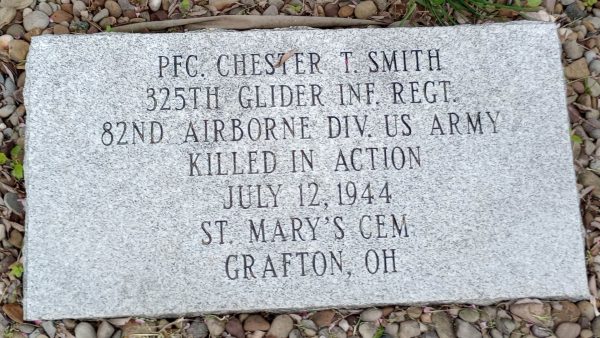 PFC. CHESTER T. SMITH
325TH GLIDER INF. REGT.
82ND AIRBORNE DIV. US ARMY
KILLED IN ACTION
JULY 12, 1944
ST. MARY'S CEM
GRAFTON, OH